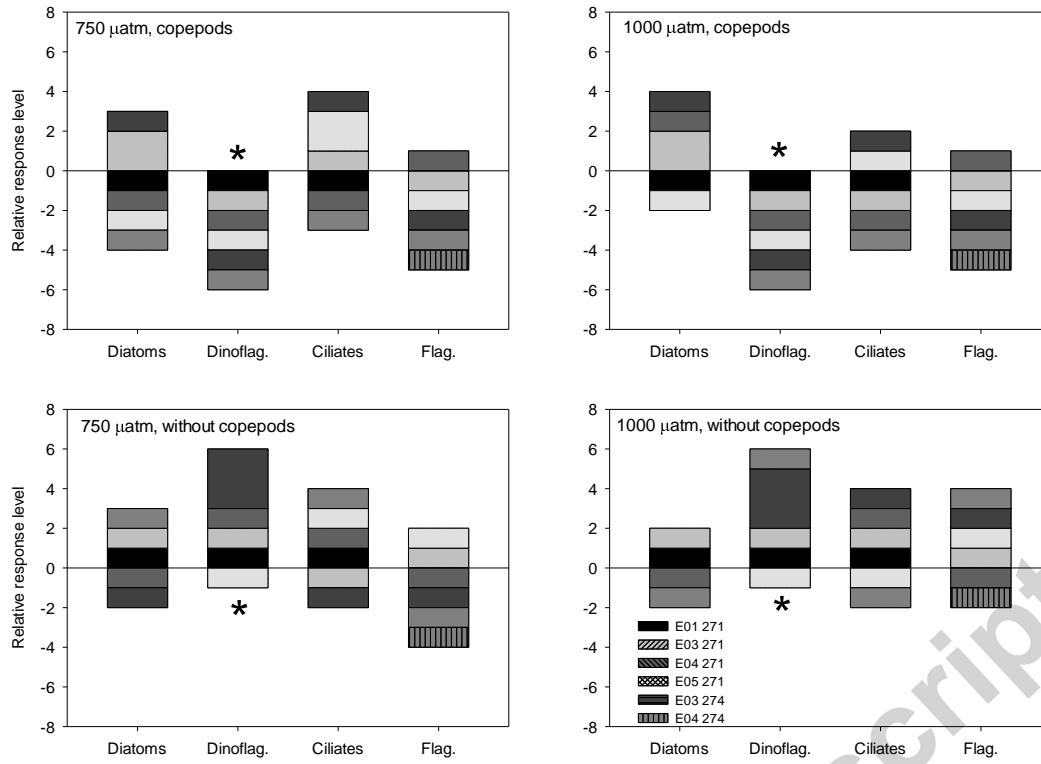 750 μatm, copepods
Relative response level
8
6
4
2
0
-2
-4
-6
-8
*
Diatoms Dinoflag. Ciliates Flag.
1000 μatm, copepods
8
6
4
2
0
-2
-4
-6
-8
*
Diatoms Dinoflag. Ciliates Flag.
750 μatm, without copepods
Relative response level
8
6
4
2
0
-2
-4
-6
-8
*
Diatoms Dinoflag. Ciliates Flag.
1000 μatm, without copepods
8
6
4
2
0
-2
-4
-6
-8
*
E01 271
E03 271
E04 271
E05 271
E03 274
E04 274
Diatoms Dinoflag. Ciliates Flag.
script